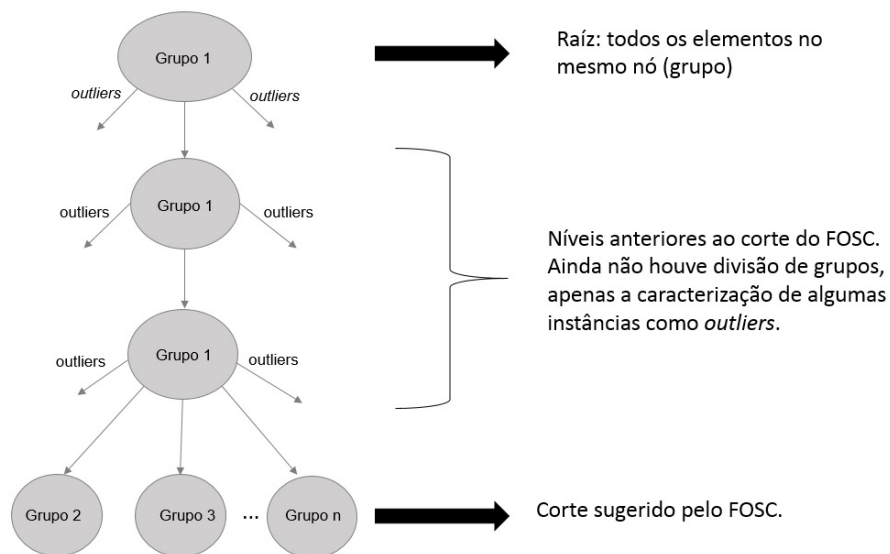 Grupo 1
Raíz: todos os elementos no
mesmo nó (grupo)
outliers
outliers
Grupo 1
outliers
outliers
Níveis anteriores ao corte do FOSC.
Ainda não houve divisão de grupos,
apenas a caracterização de algumas
instâncias como outliers.
Grupo 1
outliers
outliers
Grupo 2
Grupo 3
...
Grupo n
Corte sugerido pelo FOSC.